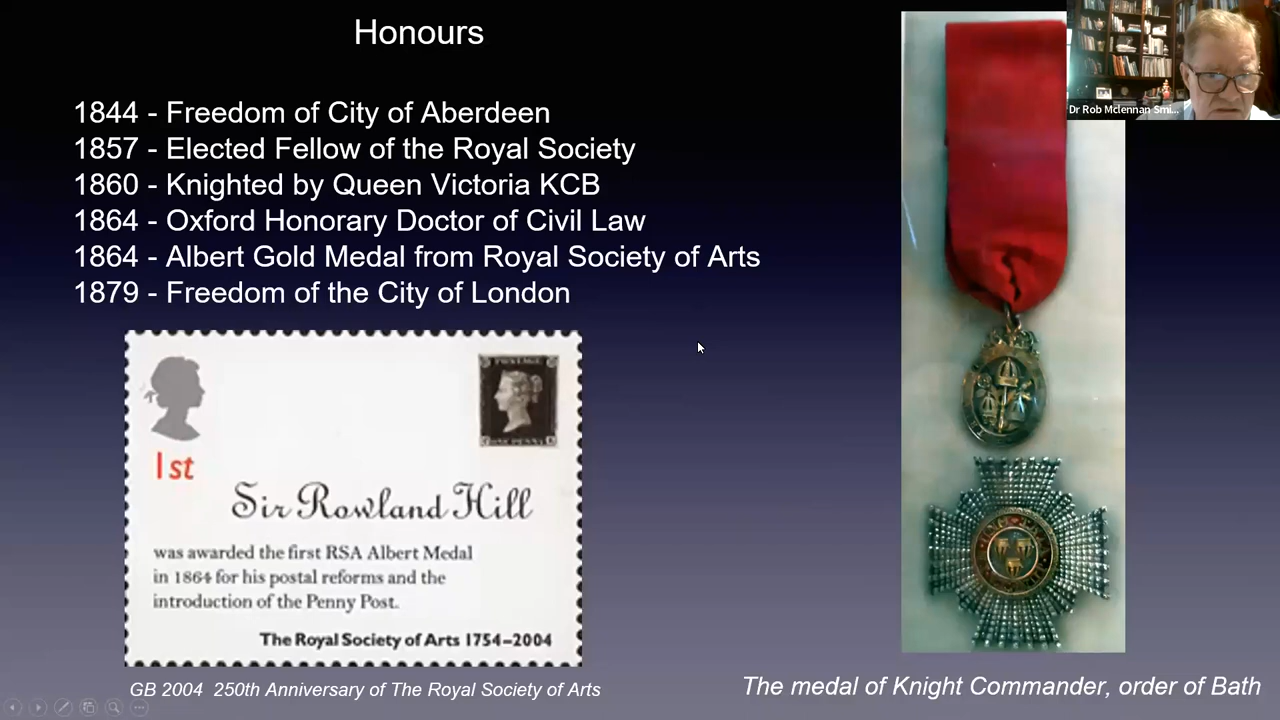 Honours
1844 - Freedom of City of Aberdeen
1857 - Elected Fellow of the Royal Society
1860 - Knighted by Queen Victoria KCB
1864 - Oxford Honorary Doctor of Civil Law
1864 - Albert Gold Medal from Royal Society of Arts
1879 - Freedom of the City of London
Dr Rob Mclennan Smi...
POSTAGE
ONE PENNY
1st
Sir Rowland Hill
was awarded the first RSA Albert Medal
in 1864 for his postal reforms and the
introduction of the Penny Post.
The Royal Society of Arts 1754–2004
GB 2004 250th Anniversary of The Royal Society of Arts
The medal of Knight Commander, order of Bath